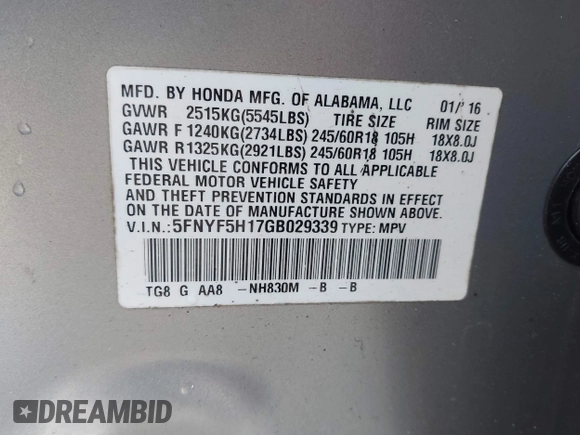 MFD. BY HONDA MFG. OF ALABAMA, LLC 01/16
GVWR 2515KG(5545LBS) TIRE SIZE RIM SIZE
GAWR F 1240KG(2734LBS) 245/60R18 105H 18X8.0J
GAWR R1325KG(2921LBS) 245/60R18 105H 18X8.0J
THIS VEHICLE CONFORMS TO ALL APPLICABLE
FEDERAL MOTOR VEHICLE SAFETY
AND THEFT PREVENTION STANDARDS IN EFFECT
ON THE DATE OF MANUFACTURE SHOWN ABOVE.
V.I.N.: 5FNYF5H17GB029339 TYPE: MPV
TG8 G AA8 -NH830M -B -B
DREAMBID